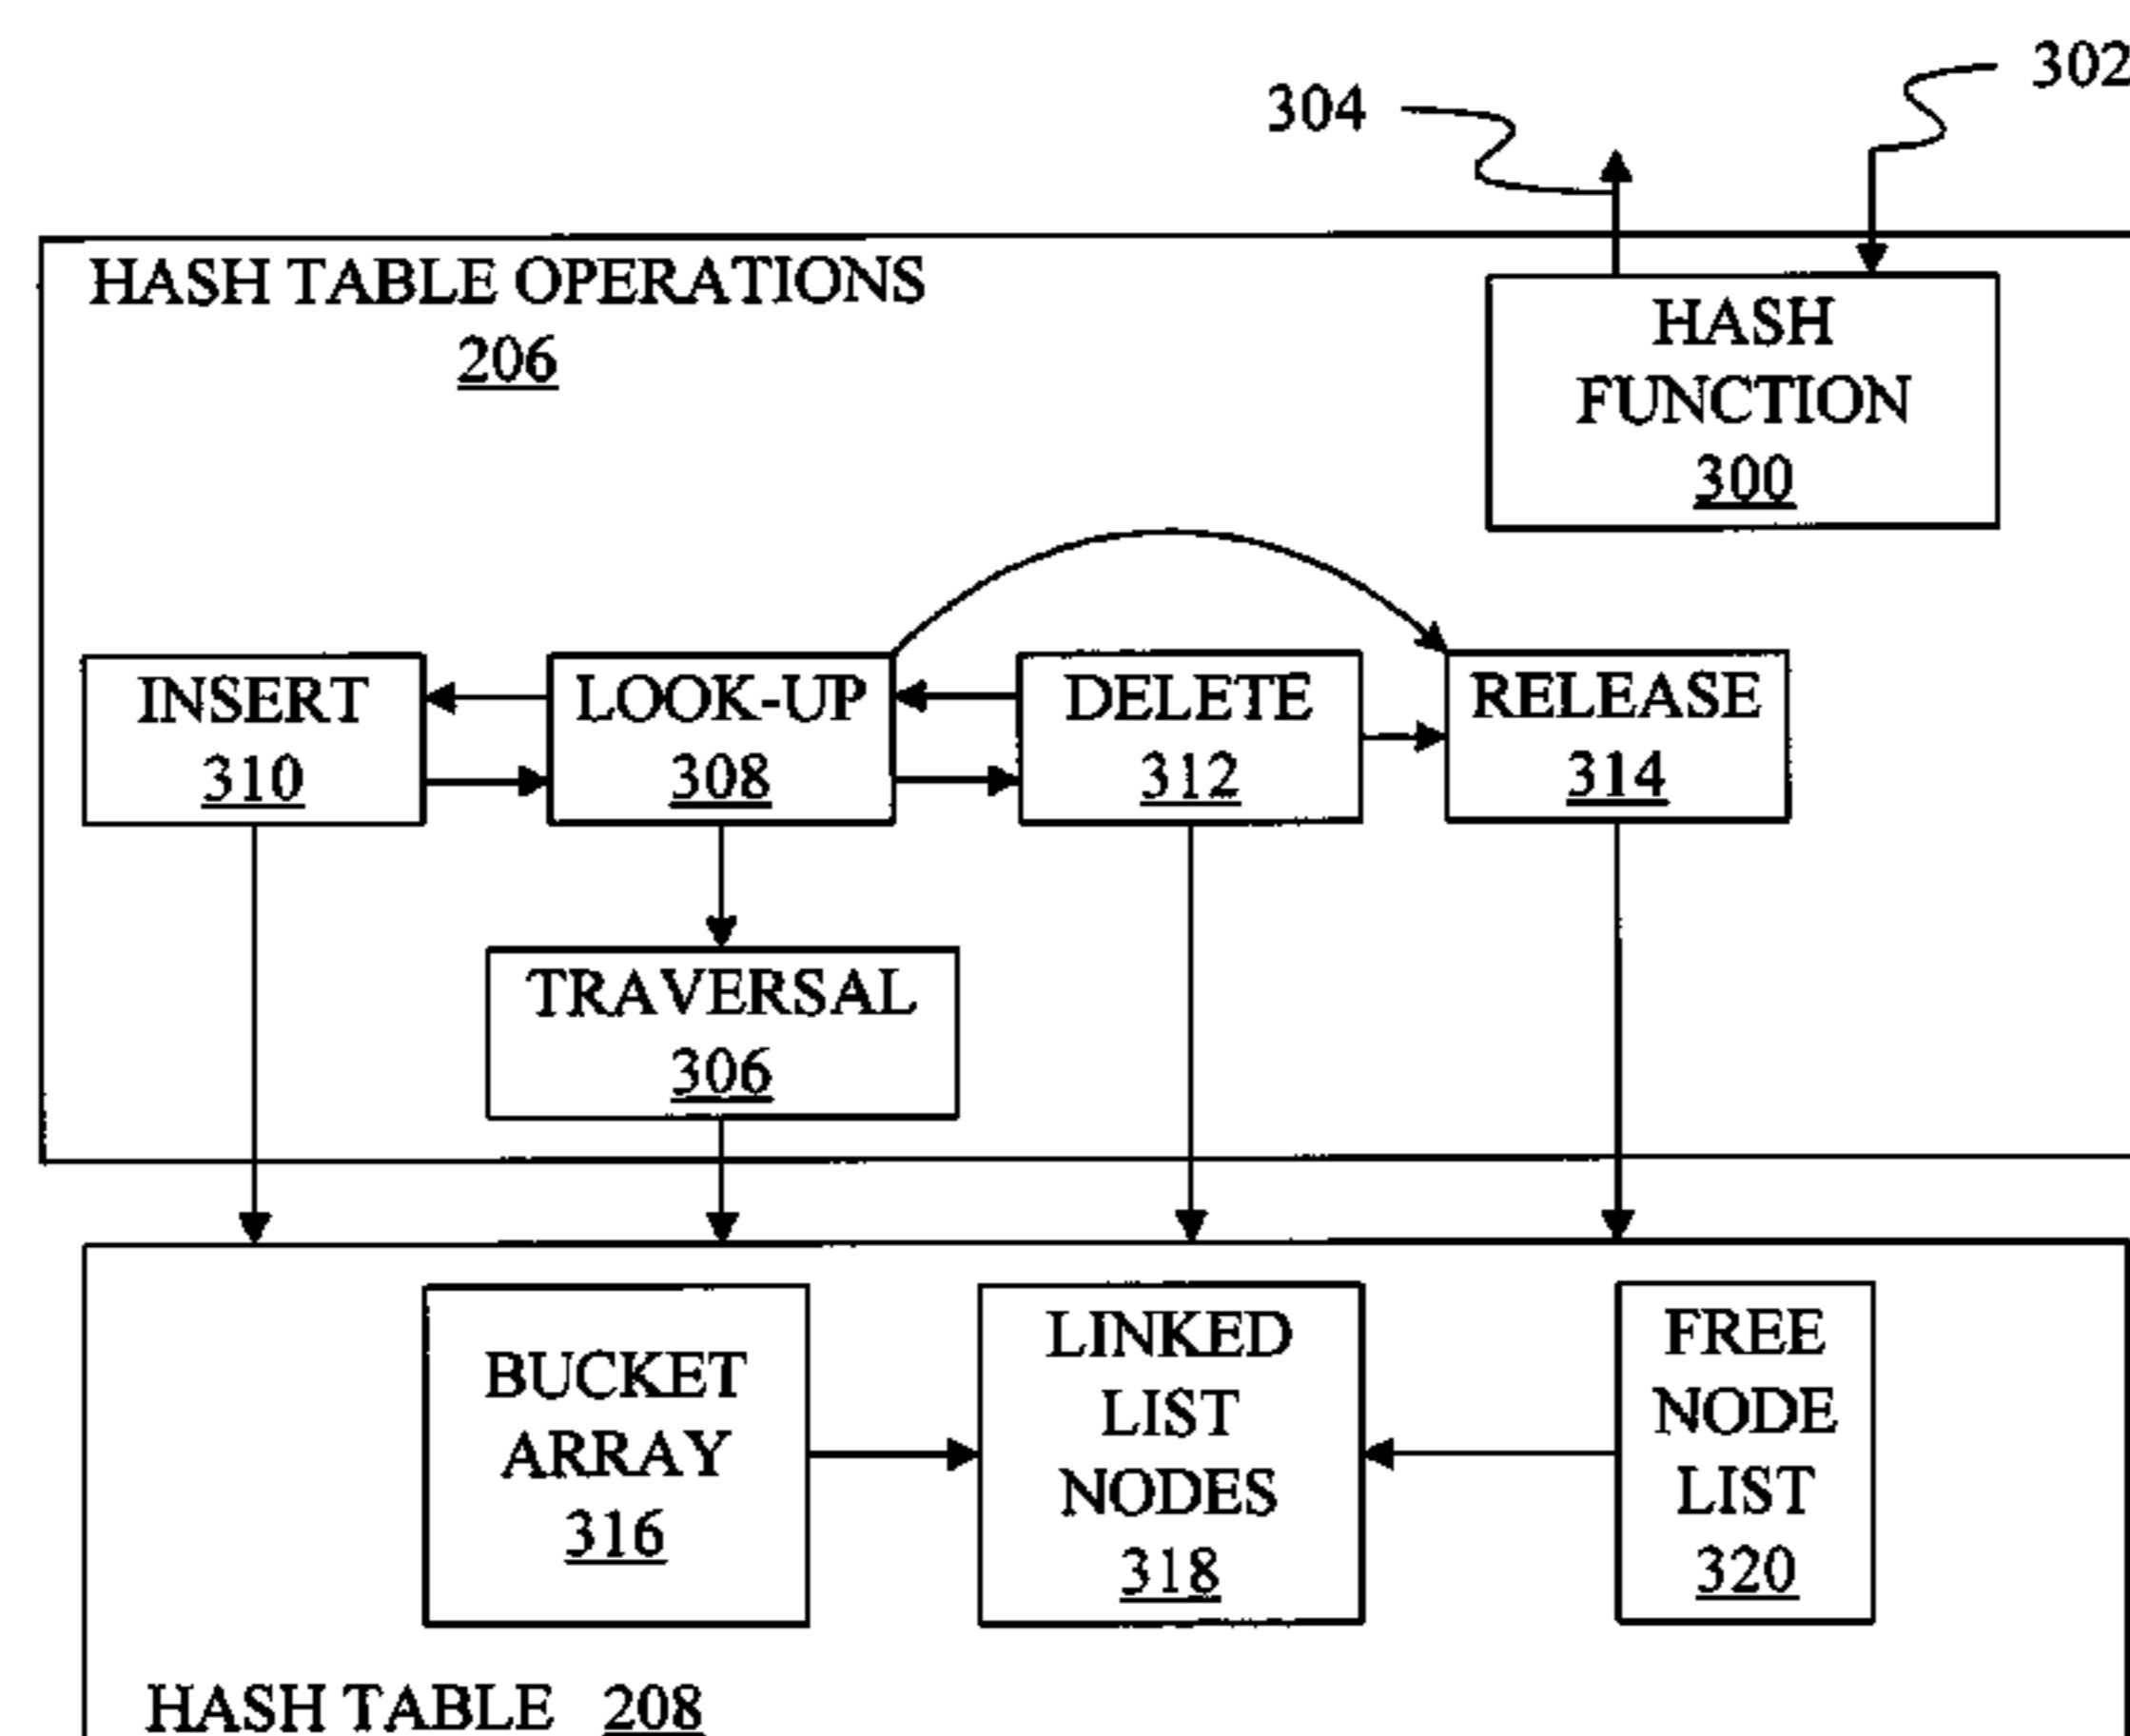 302
304
HASH TABLE OPERATIONS
206
HASH
FUNCTION
300
INSERT
310
LOOK-UP
308
DELETE
312
RELEASE
314
TRAVERSAL
306
BUCKET
ARRAY
316
LINKED
LIST
NODES
318
FREE
NODE
LIST
320
HASH TABLE 208